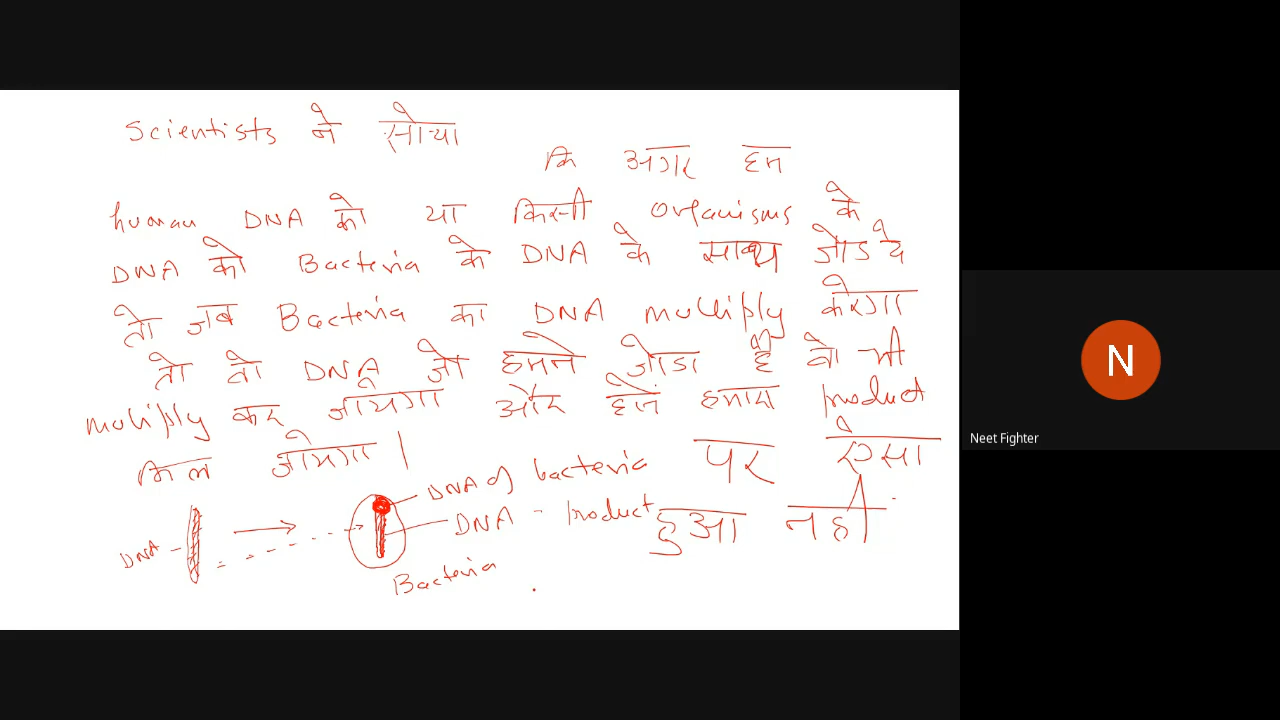 Scientists ने सोचा
कि अगर हम
human DNA को या किसी organisms के
DNA को Bacteria के DNA के साथ जोड दे
तो जब Bacteria का DNA multiply करेगा
तो वो DNA जो हमने जोडा है वो भी
multiply कर जायेगा और हमें हमारा product
मिल जायेगा। पर ऐसा
हुआ नही
DNA of bacteria
DNA - product
DNA
Bacteria
N
Neet Fighter